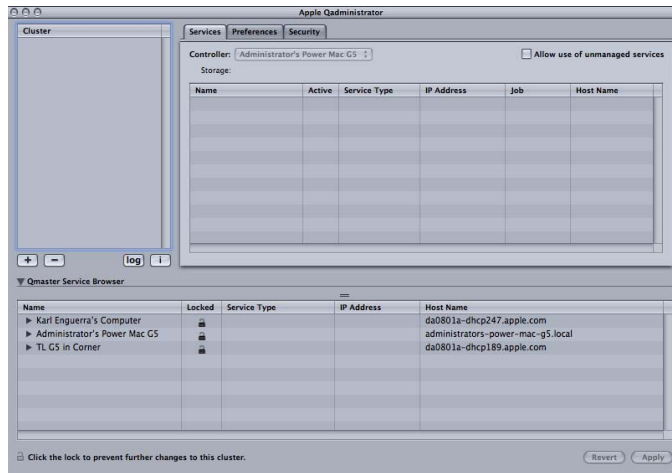 Apple Qadministrator
Cluster
Services Preferences Security
Controller: Administrator's Power Mac G5
Allow use of unmanaged services
Storage:
Name Active Service Type IP Address Job Host Name
+ − log i
Qmaster Service Browser
Name Locked Service Type IP Address Host Name
Karl Enguerra's Computer da0801a-dhcp247.apple.com
Administrator's Power Mac G5 administrators-power-mac-g5.local
TL G5 in Corner da0801a-dhcp189.apple.com
Click the lock to prevent further changes to this cluster.
Revert Apply